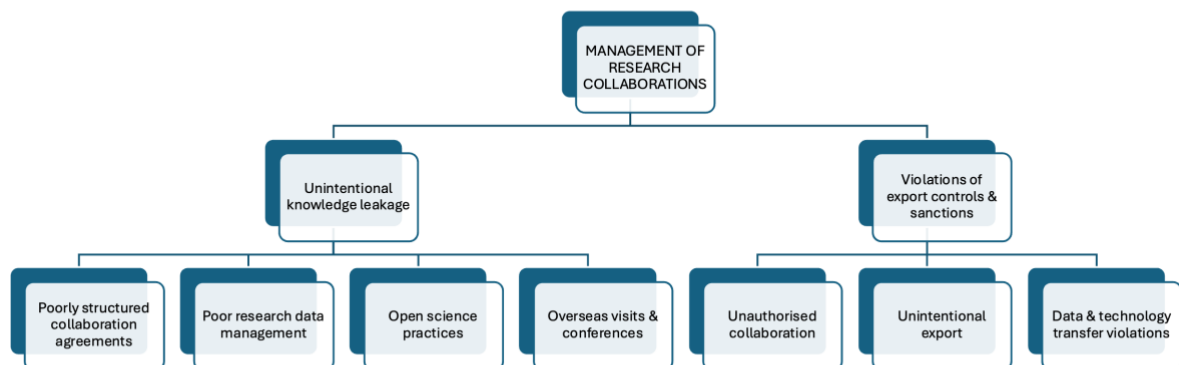 MANAGEMENT OF
RESEARCH
COLLABORATIONS
Unintentional
knowledge leakage
Violations of
export controls &
sanctions
Poorly structured
collaboration
agreements
Poor research data
management
Open science
practices
Overseas visits &
conferences
Unauthorised
collaboration
Unintentional
export
Data & technology
transfer violations